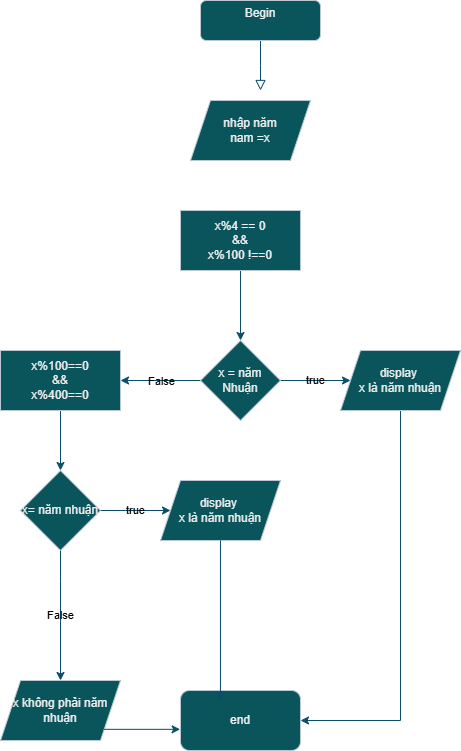 Begin
nhập năm
nam =x
x%4 == 0
&&
x%100 !==0
x = năm
Nhuận
False
true
x%100==0
&&
x%400==0
display
x là năm nhuận
x= năm nhuận
true
display
x là năm nhuận
False
x không phải năm
nhuận
end